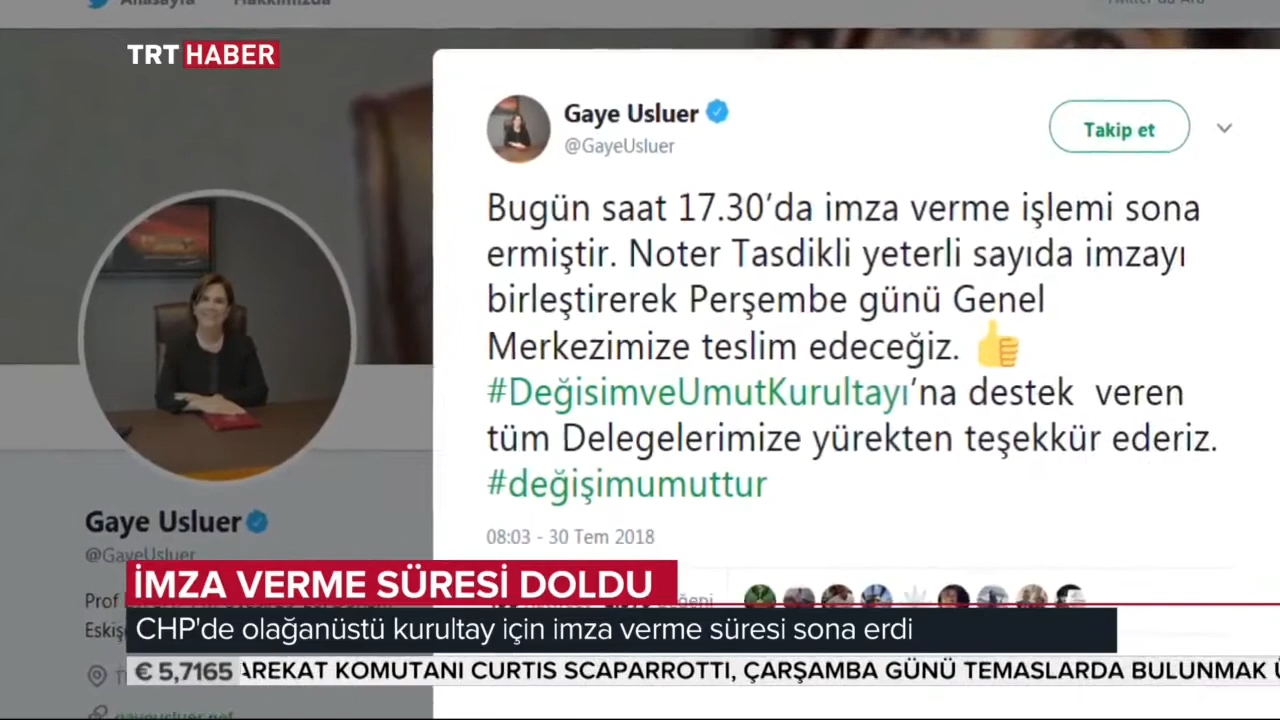 Anasayfa Hakkımızda
TRT HABER
Gaye Usluer
@GayeUsluer
Takip et
Bugün saat 17.30’da imza verme işlemi sona
ermiştir. Noter Tasdikli yeterli sayıda imzayı
birleştirerek Perşembe günü Genel
Merkezimize teslim edeceğiz.
#DeğisimveUmutKurultayı’na destek veren
tüm Delegelerimize yürekten teşekkür ederiz.
#değişimumuttur
08:03 - 30 Tem 2018
Gaye Usluer
@GayeUsluer
Prof
İMZA VERME SÜRESİ DOLDU
CHP'de olağanüstü kurultay için imza verme süresi sona erdi
€ 5,7165 AREKAT KOMUTANI CURTIS SCAPARROTTI, ÇARŞAMBA GÜNÜ TEMASLARDA BULUNMAK Ü